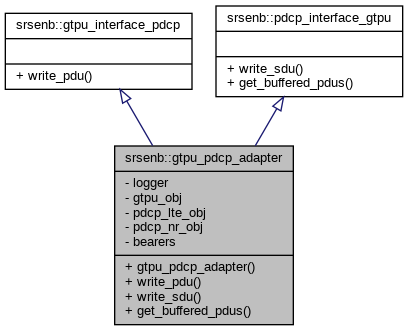 srsenb::gtpu_interface_pdcp
+ write_pdu()
srsenb::pdcp_interface_gtpu
+ write_sdu()
+ get_buffered_pdus()
srsenb::gtpu_pdcp_adapter
- logger
- gtpu_obj
- pdcp_lte_obj
- pdcp_nr_obj
- bearers
+ gtpu_pdcp_adapter()
+ write_pdu()
+ write_sdu()
+ get_buffered_pdus()